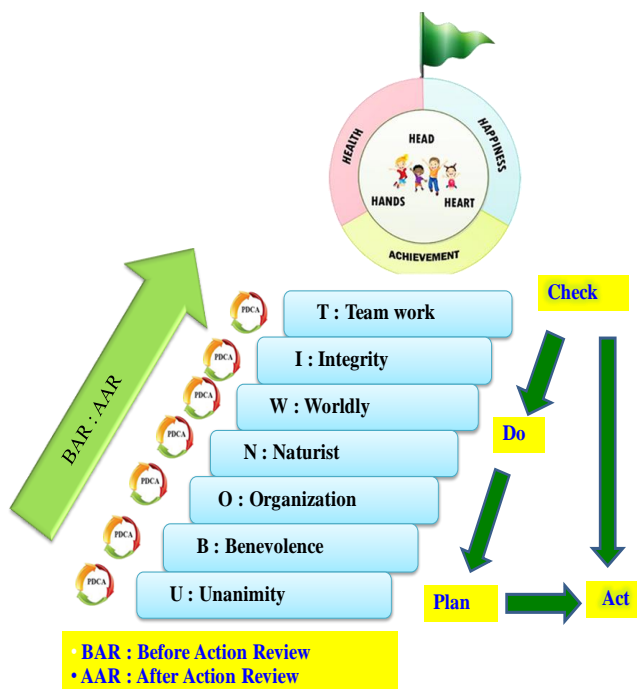 HEALTH
HAPPINESS
HEAD
HANDS
HEART
ACHIEVEMENT
BAR : AAR
PDCA
T : Team work
PDCA
I : Integrity
PDCA
W : Worldly
PDCA
N : Naturist
PDCA
O : Organization
PDCA
B : Benevolence
PDCA
U : Unanimity
Check
Do
Plan
Act
• BAR : Before Action Review
• AAR : After Action Review